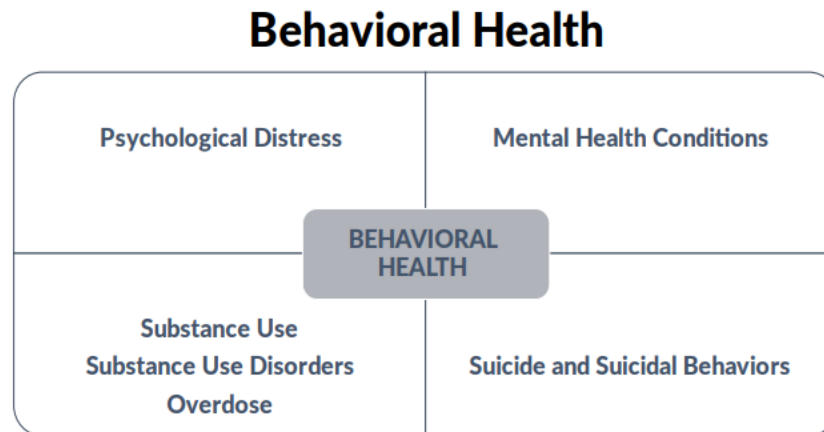 Behavioral Health
Psychological Distress
Mental Health Conditions
BEHAVIORAL
HEALTH
Substance Use
Substance Use Disorders
Overdose
Suicide and Suicidal Behaviors